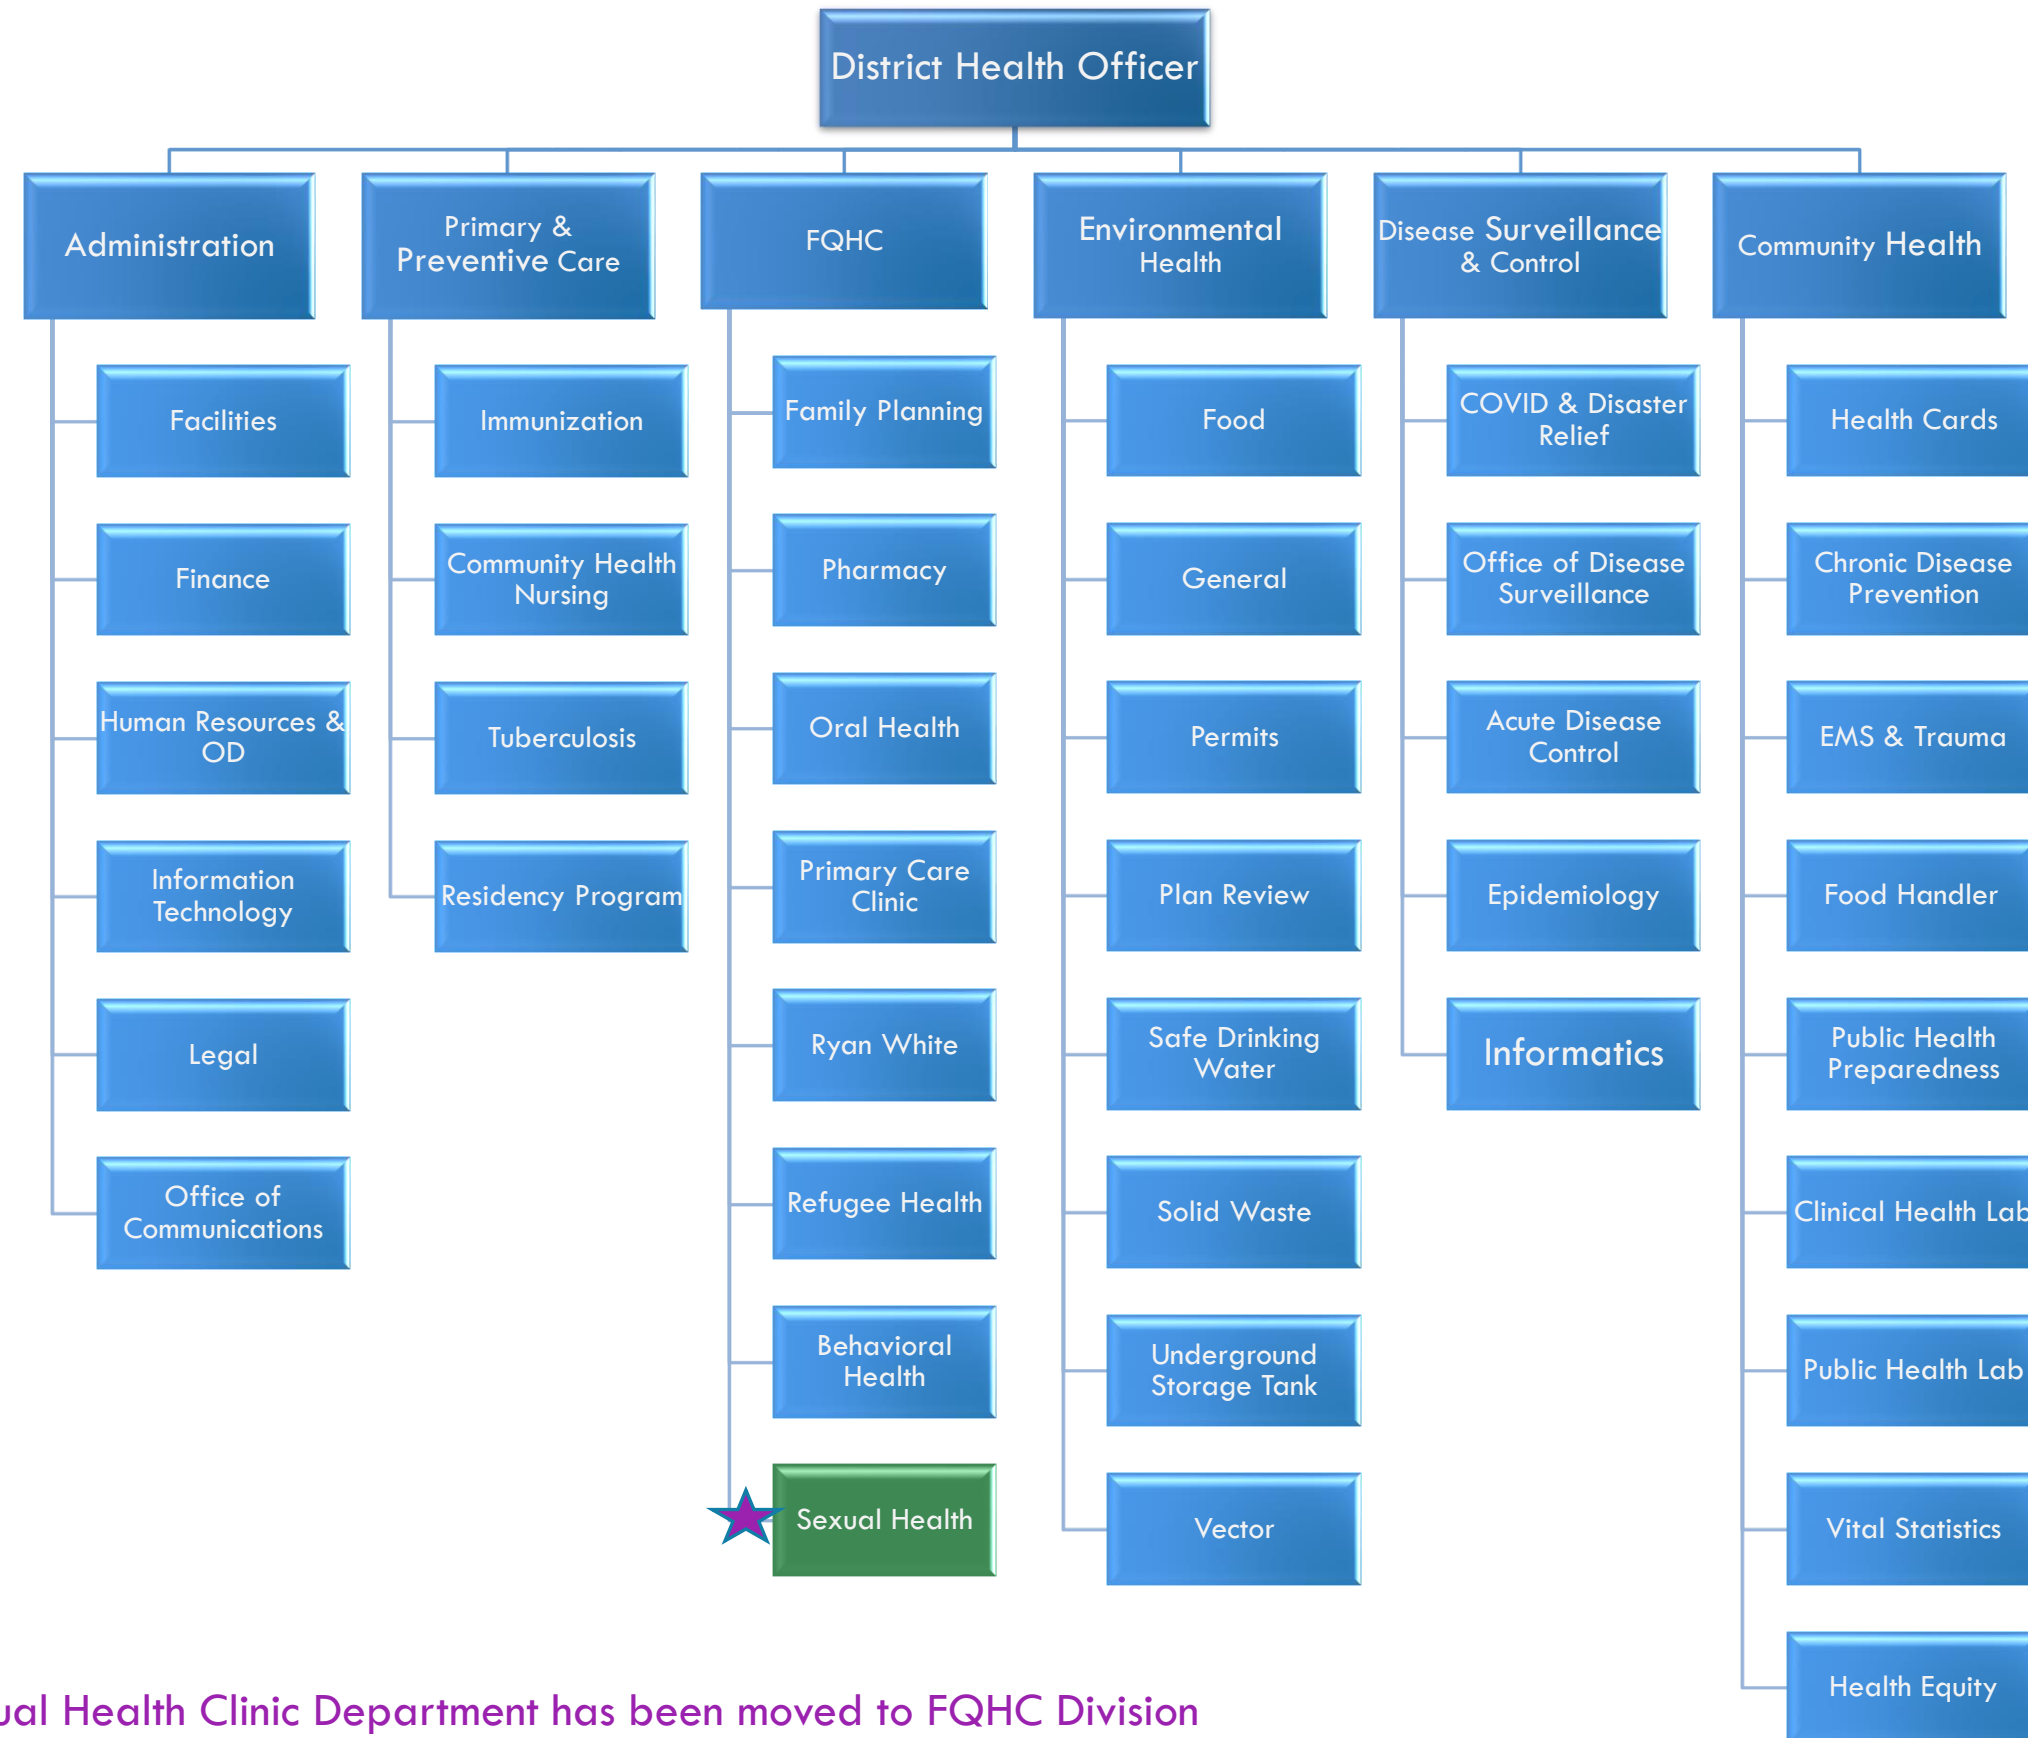 District Health Officer
Administration
Facilities
Finance
Human Resources &
OD
Information
Technology
Legal
Office of
Communications
Primary &
Preventive Care
Immunization
Community Health
Nursing
Tuberculosis
Residency Program
FQHC
Family Planning
Pharmacy
Oral Health
Primary Care
Clinic
Ryan White
Refugee Health
Behavioral
Health
Sexual Health
Environmental
Health
Food
General
Permits
Plan Review
Safe Drinking
Water
Solid Waste
Underground
Storage Tank
Vector
Disease Surveillance
& Control
COVID & Disaster
Relief
Office of Disease
Surveillance
Acute Disease
Control
Epidemiology
Informatics
Community Health
Health Cards
Chronic Disease
Prevention
EMS & Trauma
Food Handler
Public Health
Preparedness
Clinical Health Lab
Public Health Lab
Vital Statistics
Health Equity
Health Clinic Department has been moved to FQHC Division